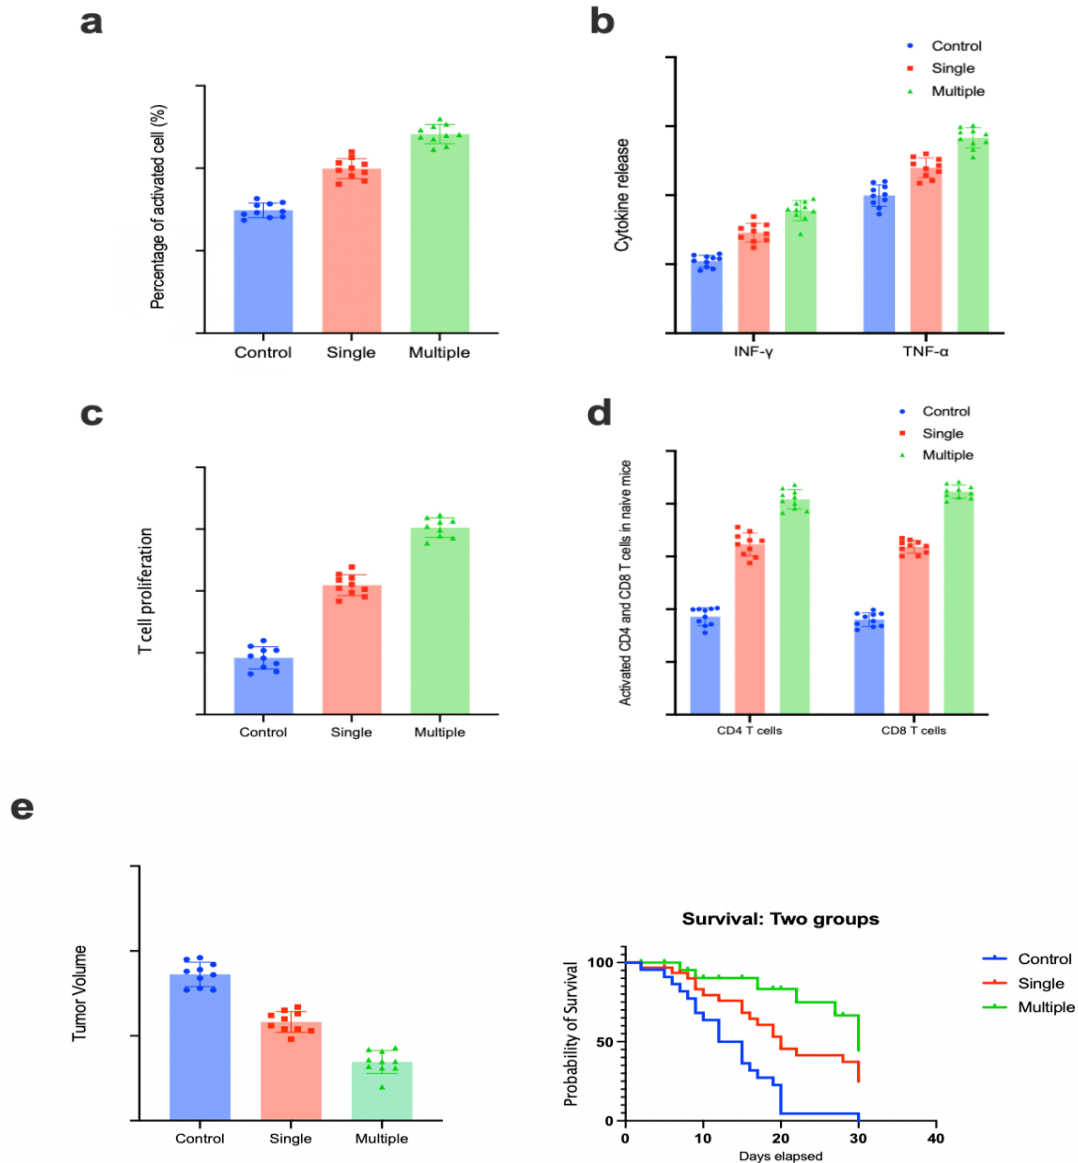 a
Percentage of activated cell (%)
Control
Single
Multiple
b
Control
Single
Multiple
Cytokine release
INF-γ
TNF-α
c
T cell proliferation
Control
Single
Multiple
d
Control
Single
Multiple
Activated CD4 and CD8 T cells in naive mice
CD4 T cells
CD8 T cells
e
Tumor Volume
Control
Single
Multiple
Survival: Two groups
Probability of Survival
100
50
0
0
10
20
30
40
Days elapsed
Control
Single
Multiple